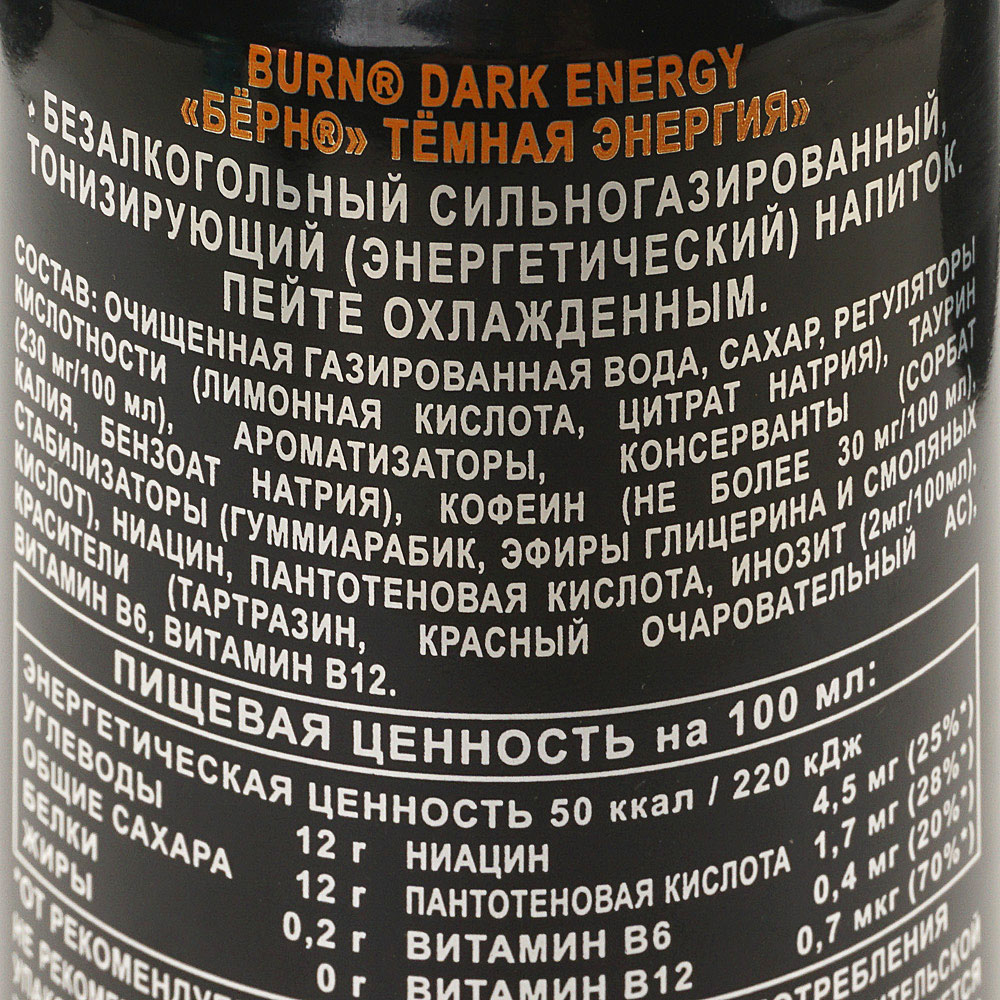 BURN® DARK ENERGY
«БЁРН®» ТЁМНАЯ ЭНЕРГИЯ»
БЕЗАЛКОГОЛЬНЫЙ СИЛЬНОГАЗИРОВАННЫЙ,
ТОНИЗИРУЮЩИЙ (ЭНЕРГЕТИЧЕСКИЙ) НАПИТОК.
ПЕЙТЕ ОХЛАЖДЕННЫМ.
СОСТАВ: ОЧИЩЕННАЯ ГАЗИРОВАННАЯ ВОДА, САХАР, РЕГУЛЯТОРЫ
КИСЛОТНОСТИ (ЛИМОННАЯ КИСЛОТА, ЦИТРАТ НАТРИЯ), ТАУРИН
(230 мг/100 мл), АРОМАТИЗАТОРЫ, КОНСЕРВАНТЫ (СОРБАТ
КАЛИЯ, БЕНЗОАТ НАТРИЯ), КОФЕИН (НЕ БОЛЕЕ 30 мг/100 мл),
СТАБИЛИЗАТОРЫ (ГУММИАРАБИК, ЭФИРЫ ГЛИЦЕРИНА И СМОЛЯНЫХ
КИСЛОТ), НИАЦИН, ПАНТОТЕНОВАЯ КИСЛОТА, ИНОЗИТ (2мг/100мл),
КРАСИТЕЛИ (ТАРТРАЗИН, КРАСНЫЙ ОЧАРОВАТЕЛЬНЫЙ АС),
ВИТАМИН В6, ВИТАМИН В12.
ПИЩЕВАЯ ЦЕННОСТЬ на 100 мл:
ЭНЕРГЕТИЧЕСКАЯ ЦЕННОСТЬ 50 ккал / 220 кДж
УГЛЕВОДЫ 12 г НИАЦИН 4,5 мг (25%*)
ОБЩИЕ САХАРА 12 г ПАНТОТЕНОВАЯ КИСЛОТА 1,7 мг (28%*)
БЕЛКИ 0,2 г ВИТАМИН В6 0,4 мг (20%*)
ЖИРЫ 0 г ВИТАМИН В12 0,7 мкг (70%*)
*ОТ РЕКОМЕНДУ